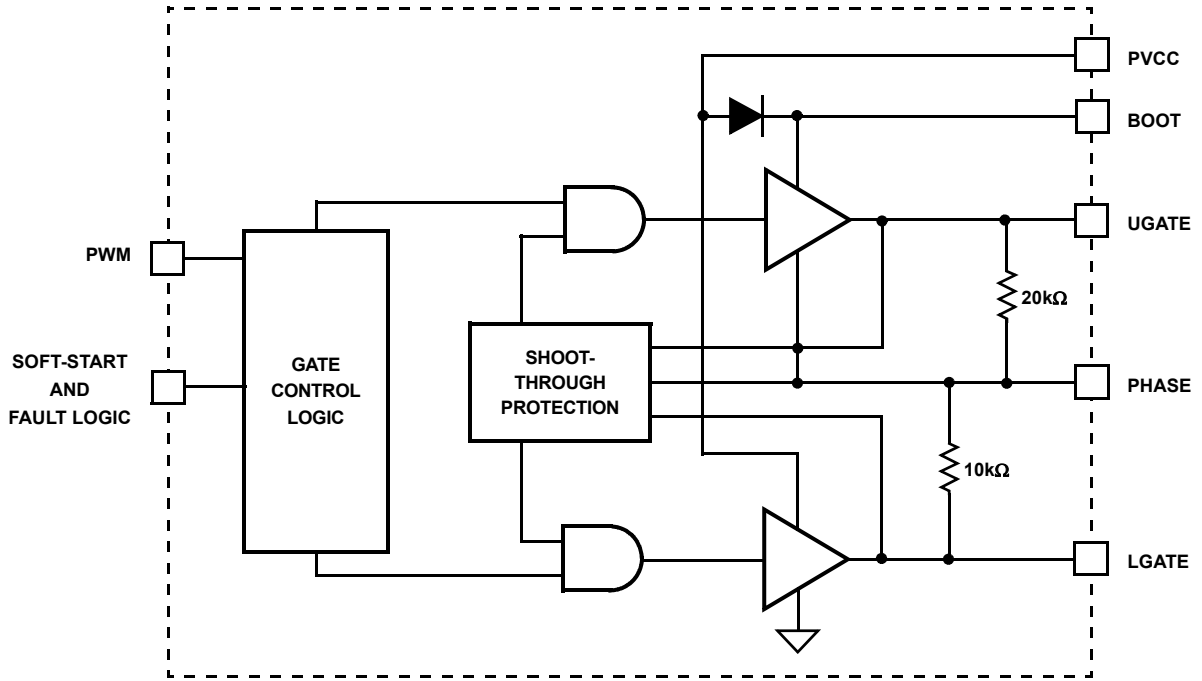 PVCC
BOOT
UGATE
PWM
20kΩ
SOFT-START
AND
FAULT LOGIC
GATE
CONTROL
LOGIC
SHOOT-
THROUGH
PROTECTION
PHASE
10kΩ
LGATE